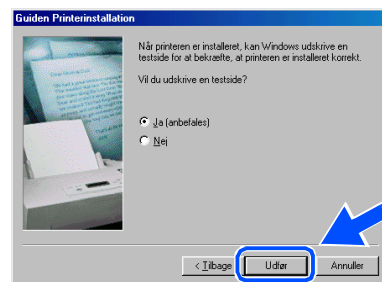 Guiden Printerinstallation
Når printeren er installeret, kan Windows udskrive en
testside for at bekræfte, at printeren er installeret korrekt.
Vil du udskrive en testside?
Ja (anbefales)
Nej
< Tilbage
Udfør
Annuller